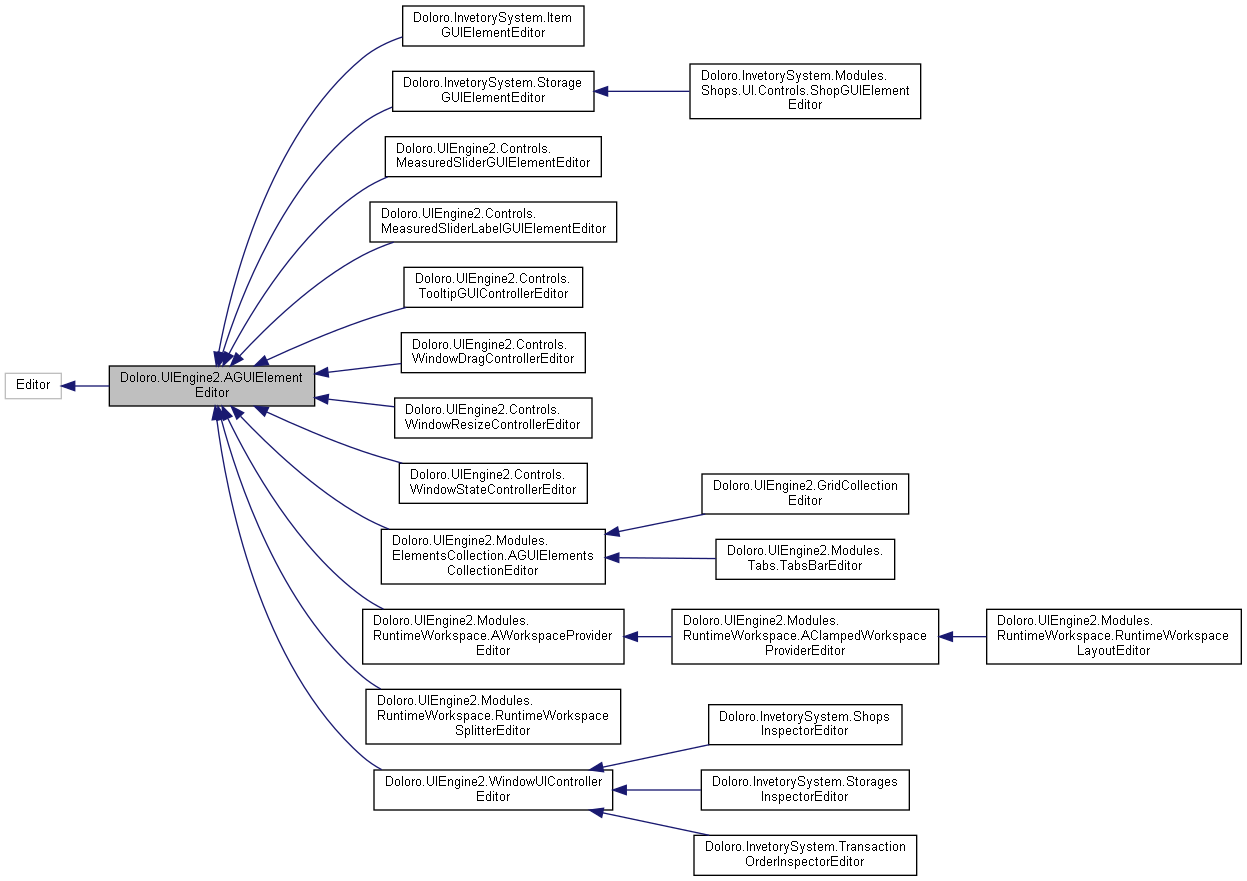 Doloro.InvetorySystem.Item
GUIElementEditor
Doloro.InvetorySystem.Storage
GUIElementEditor
Doloro.InvetorySystem.Modules.
Shops.UI.Controls.ShopGUIElement
Editor
Doloro.UIEngine2.Controls.
MeasuredSliderGUIElementEditor
Doloro.UIEngine2.Controls.
MeasuredSliderLabelGUIElementEditor
Doloro.UIEngine2.Controls.
TooltipGUIControllerEditor
Doloro.UIEngine2.Controls.
WindowDragControllerEditor
Editor
Doloro.UIEngine2.AGUIElement
Editor
Doloro.UIEngine2.Controls.
WindowResizeControllerEditor
Doloro.UIEngine2.Controls.
WindowStateControllerEditor
Doloro.UIEngine2.GridCollection
Editor
Doloro.UIEngine2.Modules.
ElementsCollection.AGUIElements
CollectionEditor
Doloro.UIEngine2.Modules.
Tabs.TabsBarEditor
Doloro.UIEngine2.Modules.
RuntimeWorkspace.AWorkspaceProvider
Editor
Doloro.UIEngine2.Modules.
RuntimeWorkspace.AClampedWorkspace
ProviderEditor
Doloro.UIEngine2.Modules.
RuntimeWorkspace.RuntimeWorkspace
LayoutEditor
Doloro.UIEngine2.Modules.
RuntimeWorkspace.RuntimeWorkspace
SplitterEditor
Doloro.InvetorySystem.Shops
InspectorEditor
Doloro.UIEngine2.WindowUIController
Editor
Doloro.InvetorySystem.Storages
InspectorEditor
Doloro.InvetorySystem.Transaction
OrderInspectorEditor